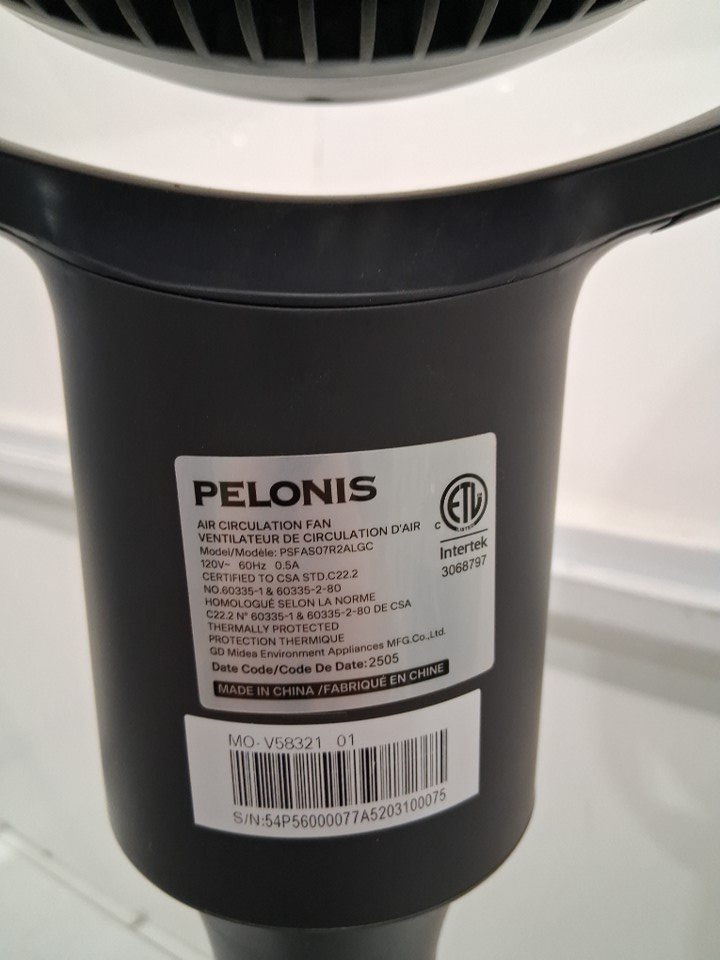 PELONIS
AIR CIRCULATION FAN
VENTILATEUR DE CIRCULATION D'AIR
Model/Modèle: PSFAS07R2ALGC
120V~ 60Hz 0.5A
CERTIFIED TO CSA STD.C22.2
NO.60335-1 & 60335-2-80
HOMOLOGUÉ SELON LA NORME
C22.2 N° 60335-1 & 60335-2-80 DE CSA
THERMALLY PROTECTED
PROTECTION THERMIQUE
GD Midea Environment Appliances MFG.Co.,Ltd.
Date Code/Code De Date:2505
MADE IN CHINA /FABRIQUÉ EN CHINE
ETL
C LISTED
Intertek
3068797
MO-V58321 01
S/N:54P56000077A5203100075